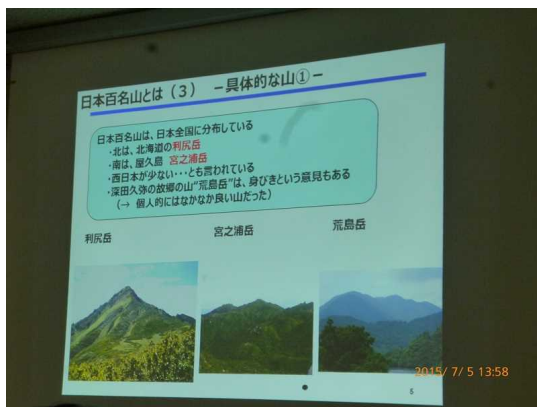 日本百名山とは（３） －具体的な山①－
日本百名山は、日本全国に分布している
・北は、北海道の利尻岳
・南は、屋久島 宮之浦岳
・西日本が少ない・・・とも言われている
・深田久弥の故郷の山“荒島岳”は、身びきという意見もある
（→ 個人的にはなかなか良い山だった）
利尻岳 宮之浦岳 荒島岳
2015/ 7/ 5 13:58
6